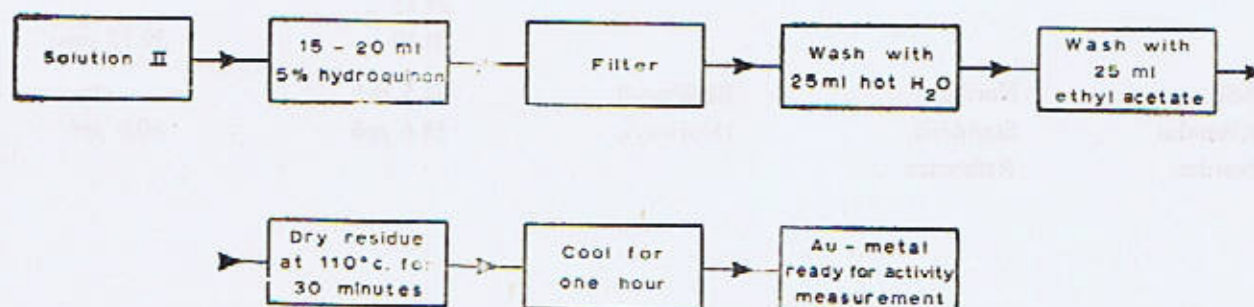 Solution II
15 - 20 ml
5% hydroquinon
Filter
Wash with
25ml hot H₂O
Wash with
25 ml
ethyl acetate
Dry residue
at 110°c. for
30 minutes
Cool for
one hour
Au - metal
ready for activity
measurement